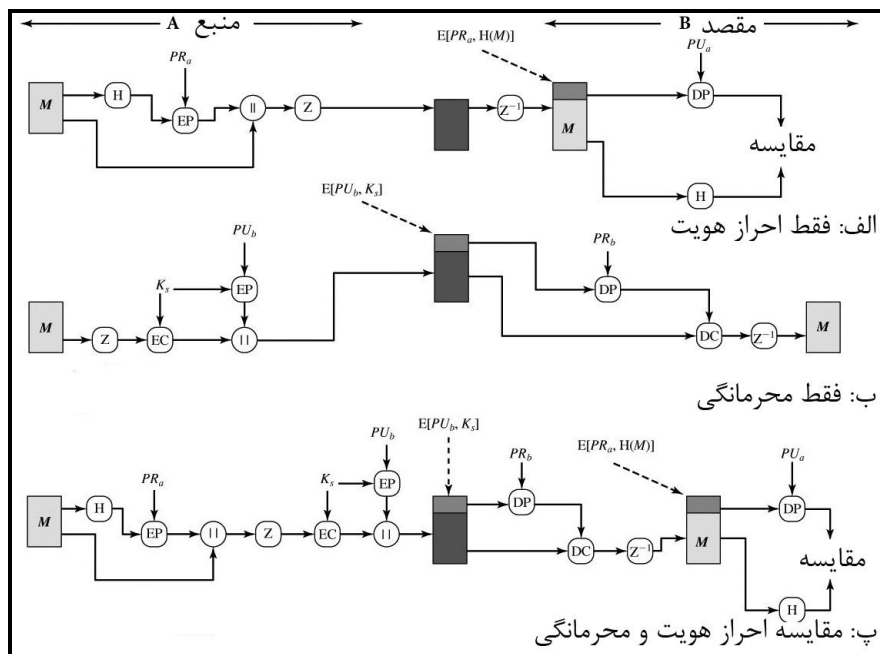 منبع A
مقصد B
E[PRa, H(M)]
PRa
PUa
M
H
EP
||
Z
Z⁻¹
M
DP
مقایسه
H
الف: فقط احراز هویت
E[PUb, Ks]
PUb
PRb
Ks
EP
DP
M
Z
EC
||
DC
Z⁻¹
M
ب: فقط محرمانگی
E[PUb, Ks]
PUb
PRb
E[PRa, H(M)]
PUa
PRa
Ks
EP
M
H
EP
||
Z
EC
||
DP
DC
Z⁻¹
M
DP
مقایسه
H
پ: مقایسه احراز هویت و محرمانگی